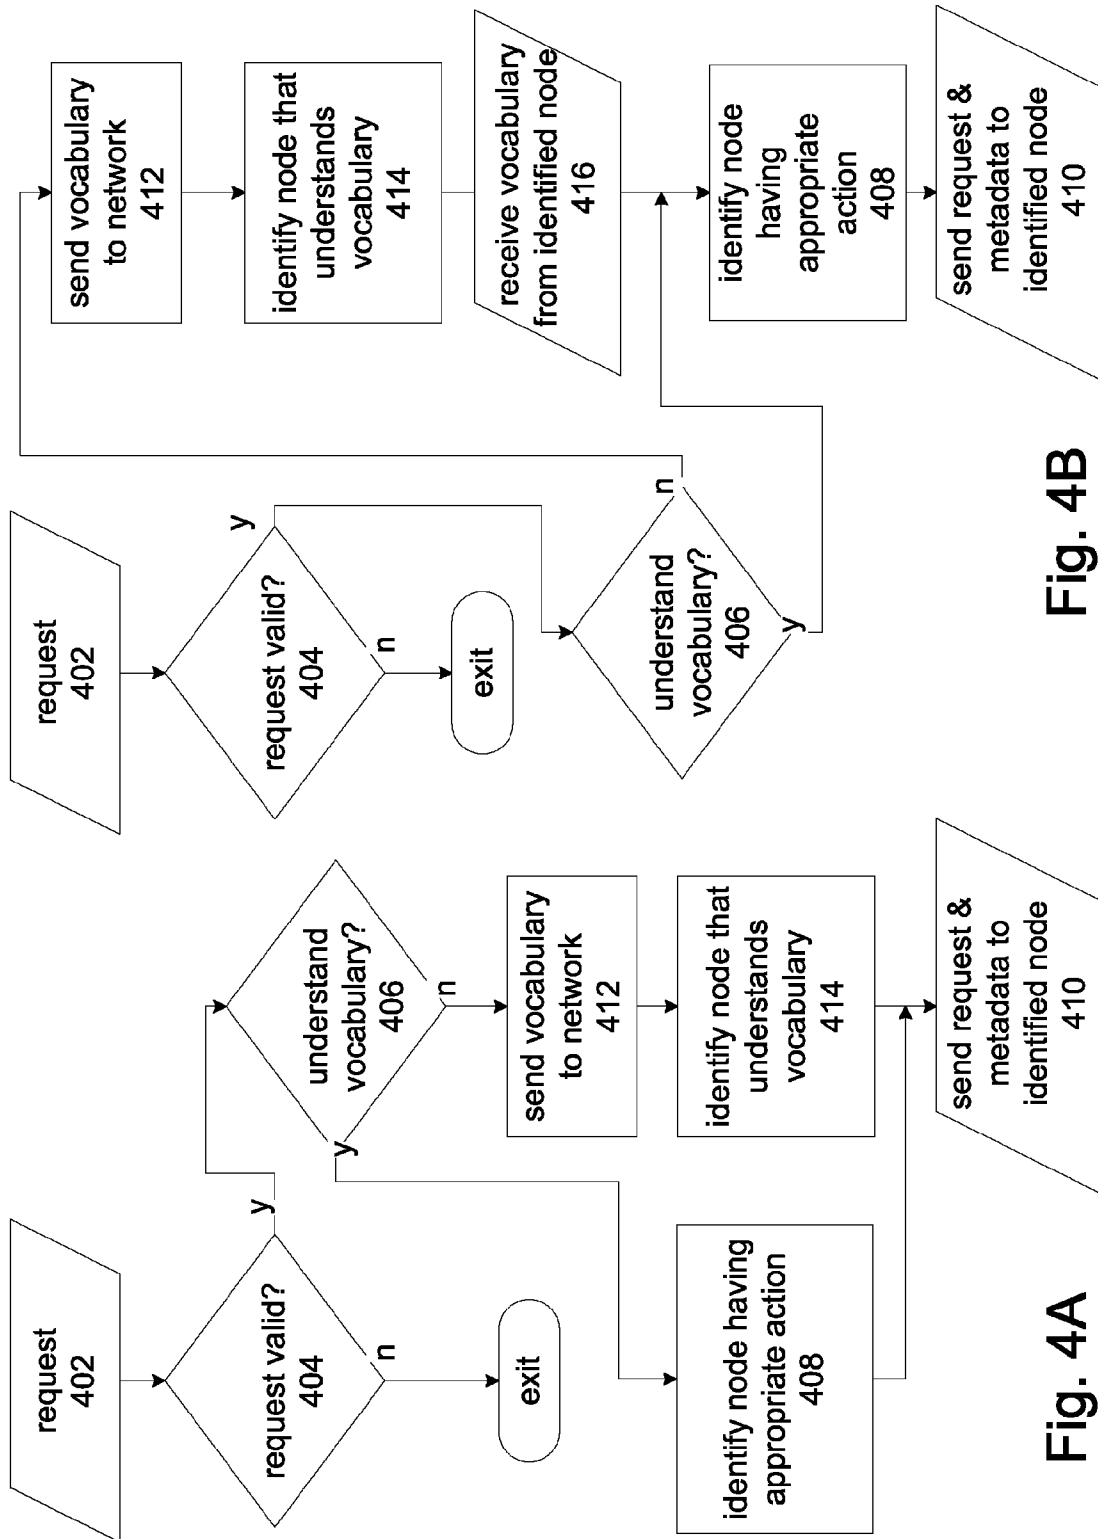 request
402
request valid?
404
y
n
exit
understand
vocabulary?
406
y
n
identify node having
appropriate action
408
send vocabulary
to network
412
identify node that
understands
vocabulary
414
send request &
metadata to
identified node
410
Fig. 4A
request
402
request valid?
404
y
n
exit
understand
vocabulary?
406
n
y
send vocabulary
to network
412
identify node that
understands
vocabulary
414
receive vocabulary
from identified node
416
identify node
having
appropriate
action
408
send request &
metadata to
identified node
410
Fig. 4B